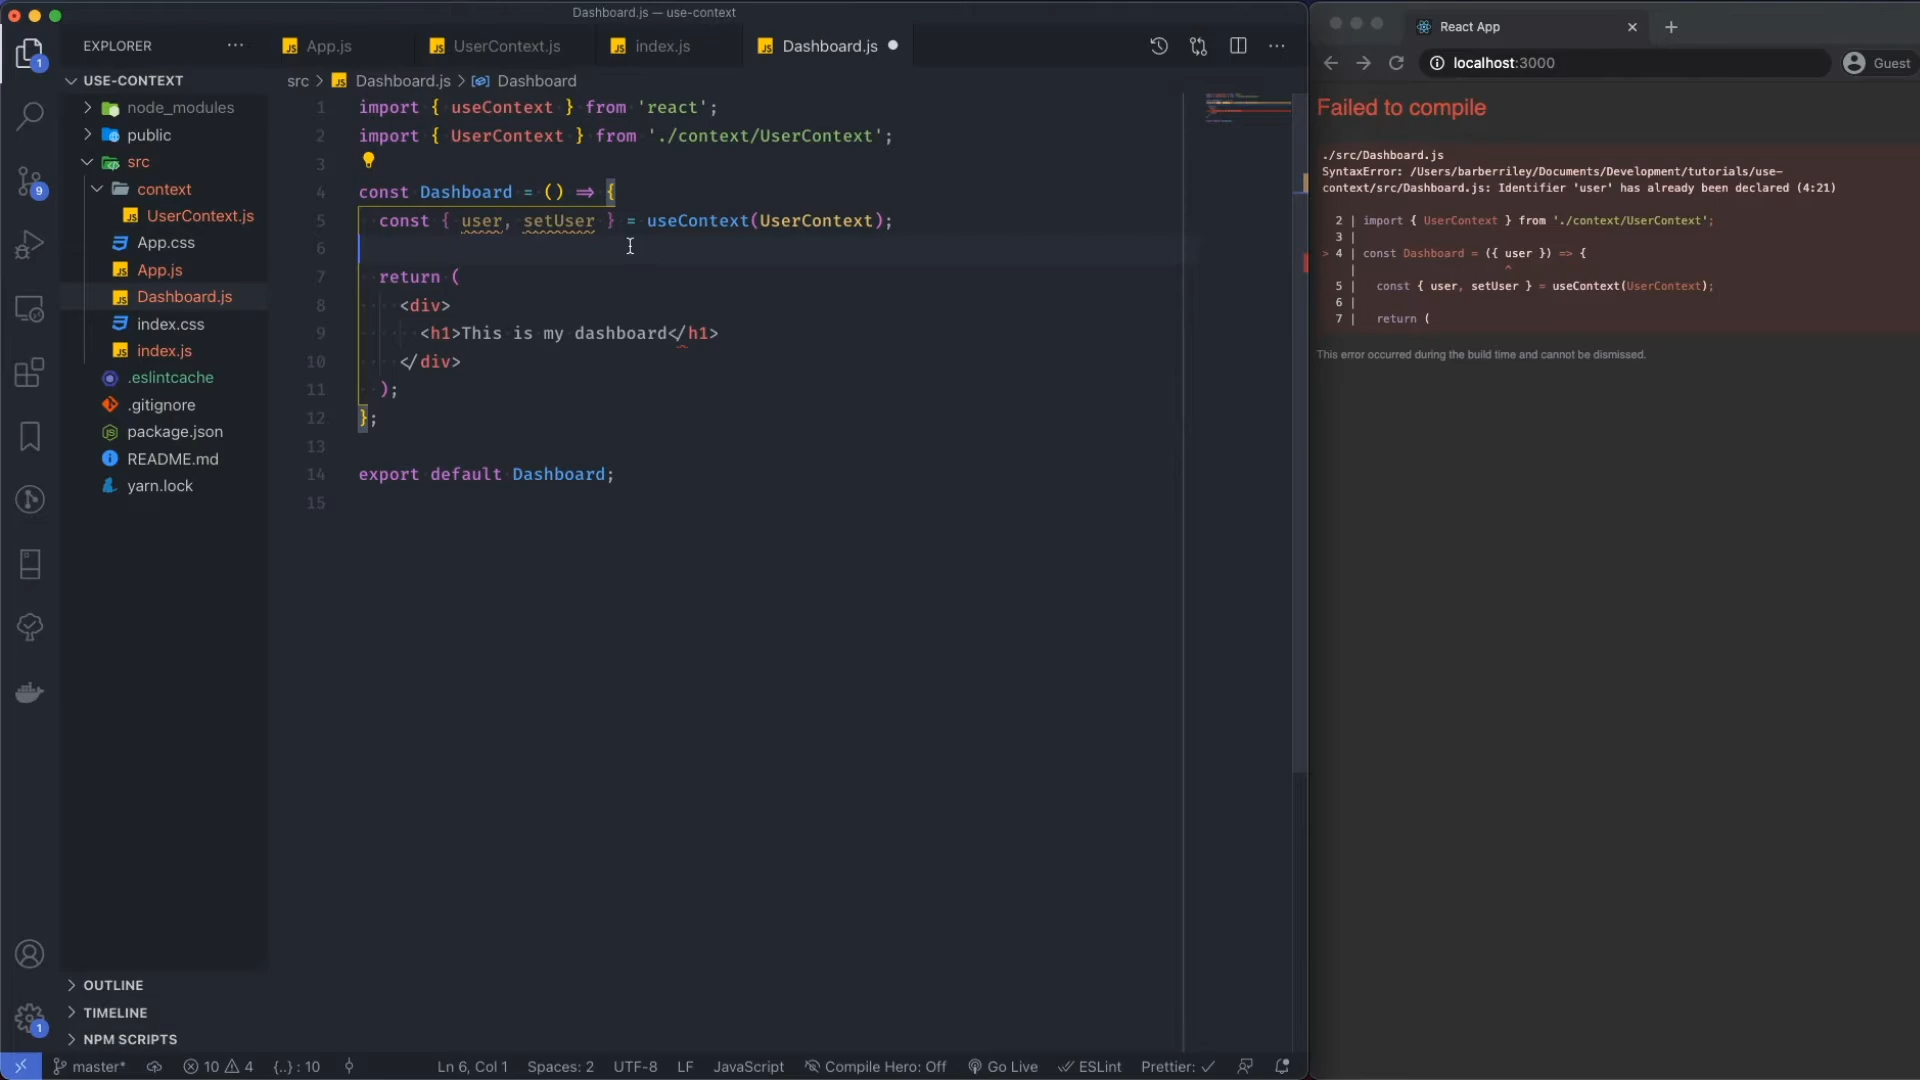 Dashboard.js — use-context
EXPLORER
USE-CONTEXT
node_modules
public
src
context
UserContext.js
App.css
App.js
Dashboard.js
index.css
index.js
.eslintcache
.gitignore
package.json
README.md
yarn.lock
OUTLINE
TIMELINE
NPM SCRIPTS
1
9
1
App.js
UserContext.js
index.js
Dashboard.js
src > Dashboard.js > Dashboard
1 import { useContext } from 'react';
2 import { UserContext } from './context/UserContext';
3
4 const Dashboard = () => {
5 const { user, setUser } = useContext(UserContext);
6
7 return (
8 <div>
9 <h1>This is my dashboard</h1>
10 </div>
11 );
12 };
13
14 export default Dashboard;
15
master*
10
4
{..} : 10
Ln 6, Col 1
Spaces: 2
UTF-8
LF
JavaScript
Compile Hero: Off
Go Live
ESLint
Prettier: ✓
React App
localhost:3000
Guest
Failed to compile
./src/Dashboard.js
SyntaxError: /Users/barberriley/Documents/Development/tutorials/use-
context/src/Dashboard.js: Identifier 'user' has already been declared (4:21)
2 | import { UserContext } from './context/UserContext';
3 |
> 4 | const Dashboard = ({ user }) => {
| ^
5 | const { user, setUser } = useContext(UserContext);
6 |
7 | return (
This error occurred during the build time and cannot be dismissed.